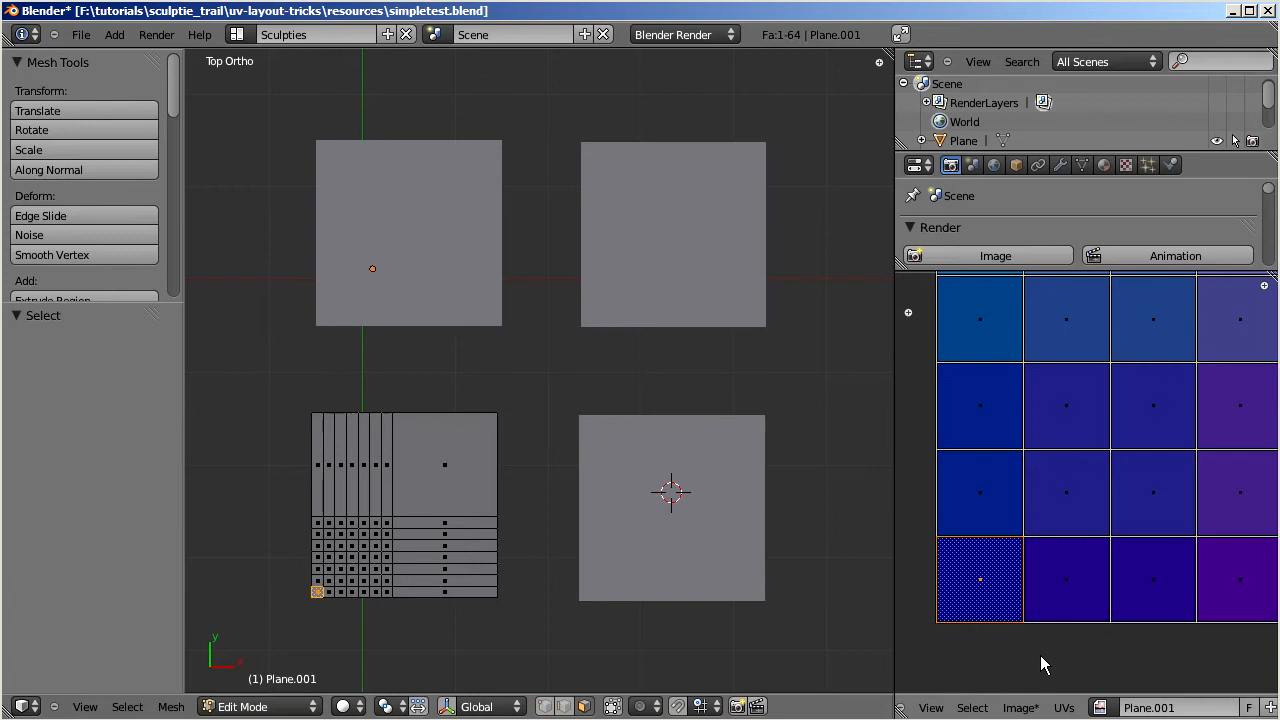 Blender* [F:\tutorials\sculptie_trail\uv-layout-tricks\resources\simpletest.blend]
File Add Render Help Sculpties Scene Blender Render Fa:1-64 | Plane.001
Mesh Tools
Transform:
Translate
Rotate
Scale
Along Normal
Deform:
Edge Slide
Noise
Smooth Vertex
Add:
Extrude Region
Select
Top Ortho
y
x
(1) Plane.001
View Select Mesh Edit Mode Global
View Search All Scenes
Scene
RenderLayers |
World
Plane |
Scene
Render
Image Animation
View Select Image* UVs Plane.001 F